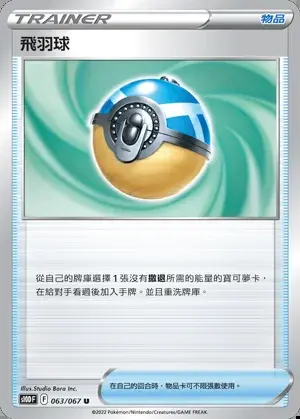 TRAINER 物品
飛羽球
從自己的牌庫選擇1張沒有撤退所需的能量的寶可夢卡,
在給對手看過後加入手牌。並且重洗牌庫。
Illus.Studio Bora Inc.
S10D F F 063/067 U
在自己的回合時,物品卡可不限張數使用。
©2022 Pokémon/Nintendo/Creatures/GAME FREAK.